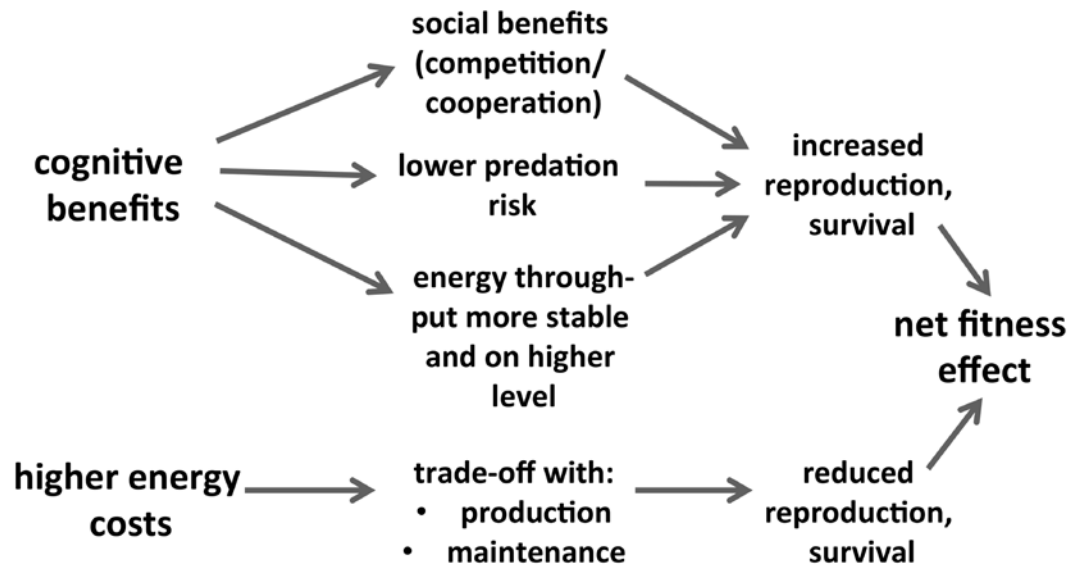 social benefits
(competition/
cooperation)
cognitive
benefits
lower predation
risk
energy through-
put more stable
and on higher
level
increased
reproduction,
survival
net fitness
effect
higher energy
costs
trade-off with:
• production
• maintenance
reduced
reproduction,
survival